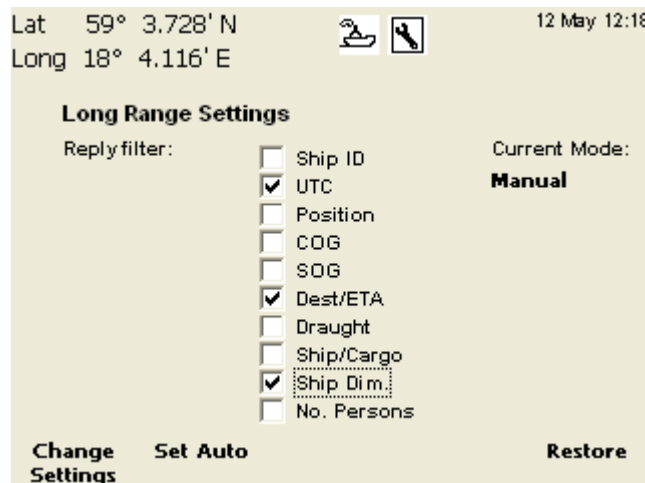 Lat 59° 3.728' N
12 May 12:18
Long 18° 4.116' E
Long Range Settings
Reply filter:
Current Mode:
Manual
Ship ID
UTC
Position
COG
SOG
Dest/ETA
Draught
Ship/Cargo
Ship Dim.
No. Persons
Change
Settings
Set Auto
Restore